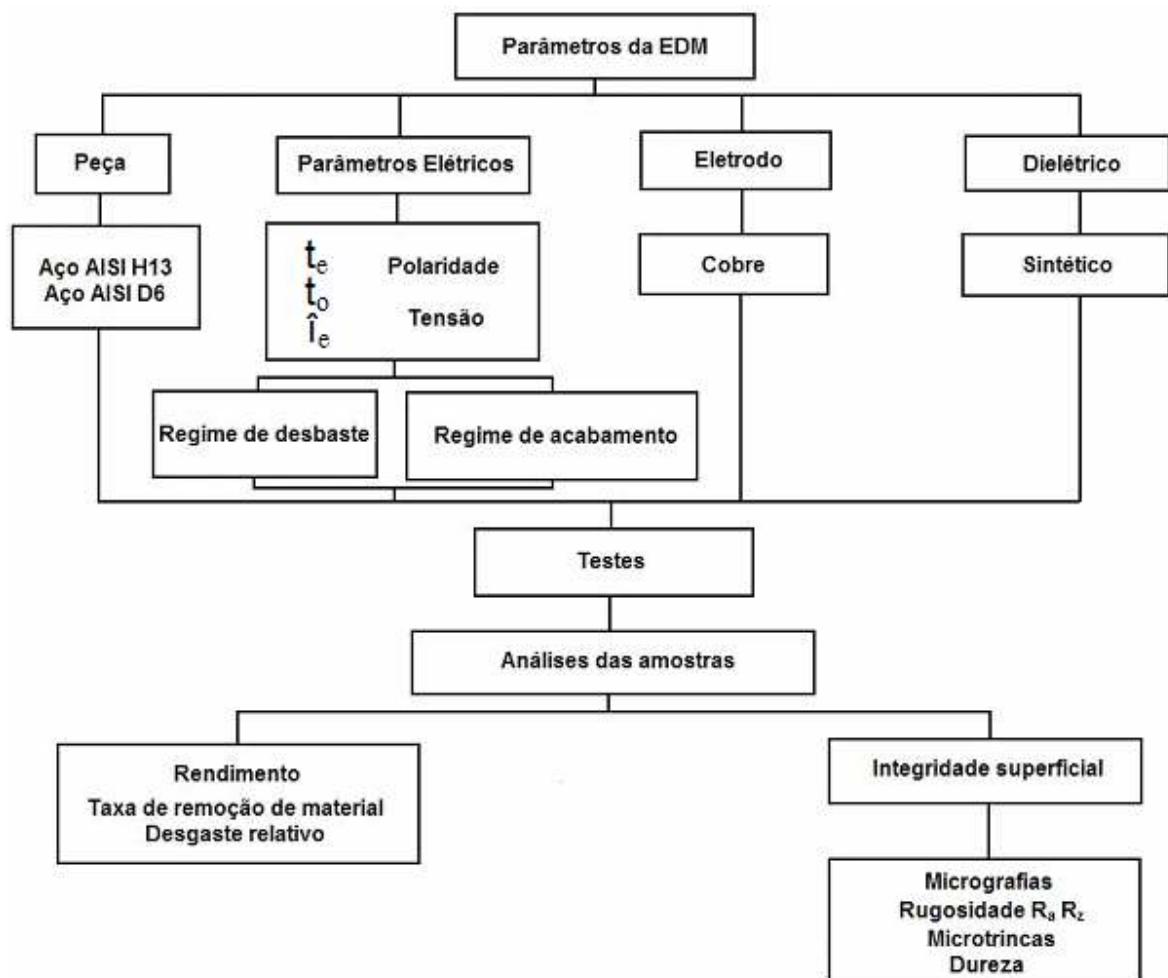 Parâmetros da EDM
Peça
Parâmetros Elétricos
Eletrodo
Dielétrico
Aço AISI H13
Aço AISI D6
tₑ
Polaridade
tₒ
Tensão
îₑ
Cobre
Sintético
Regime de desbaste
Regime de acabamento
Testes
Análises das amostras
Rendimento
Taxa de remoção de material
Desgaste relativo
Integridade superficial
Micrografias
Rugosidade Rₐ R_z
Microtrincas
Dureza